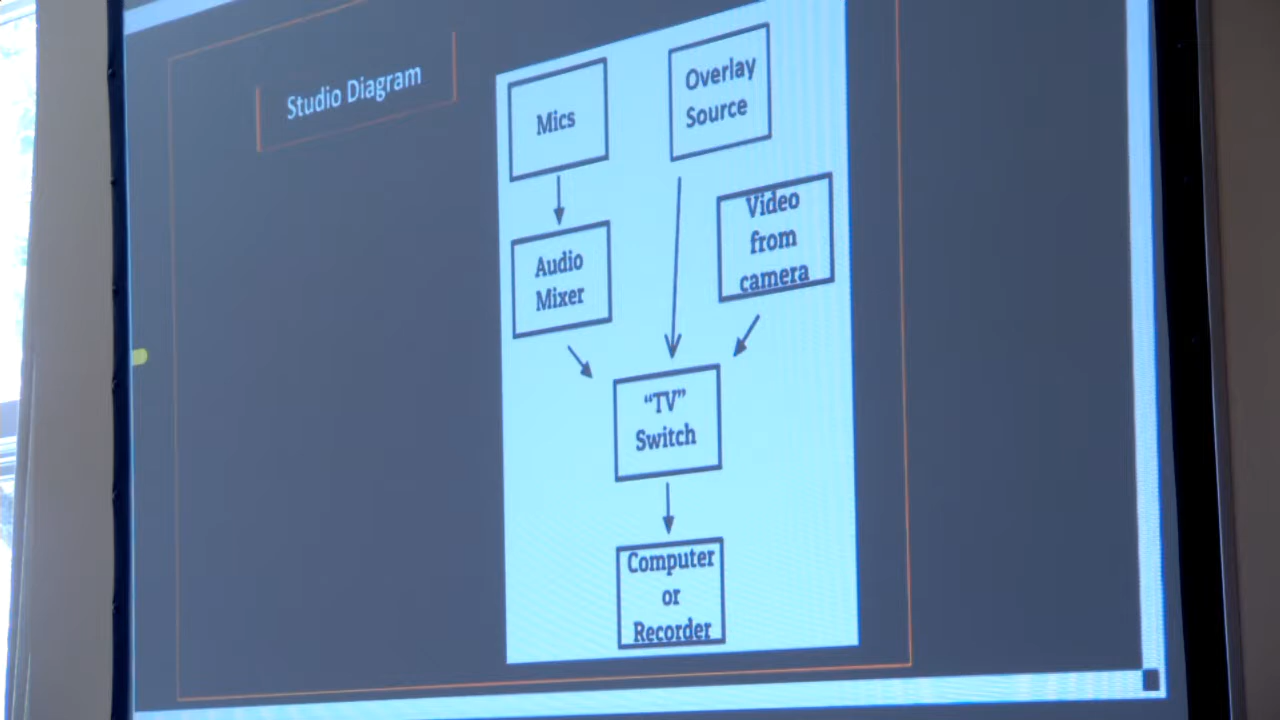 Studio Diagram
Mics
Overlay
Source
Video
from
camera
Audio
Mixer
“TV”
Switch
Computer
or
Recorder